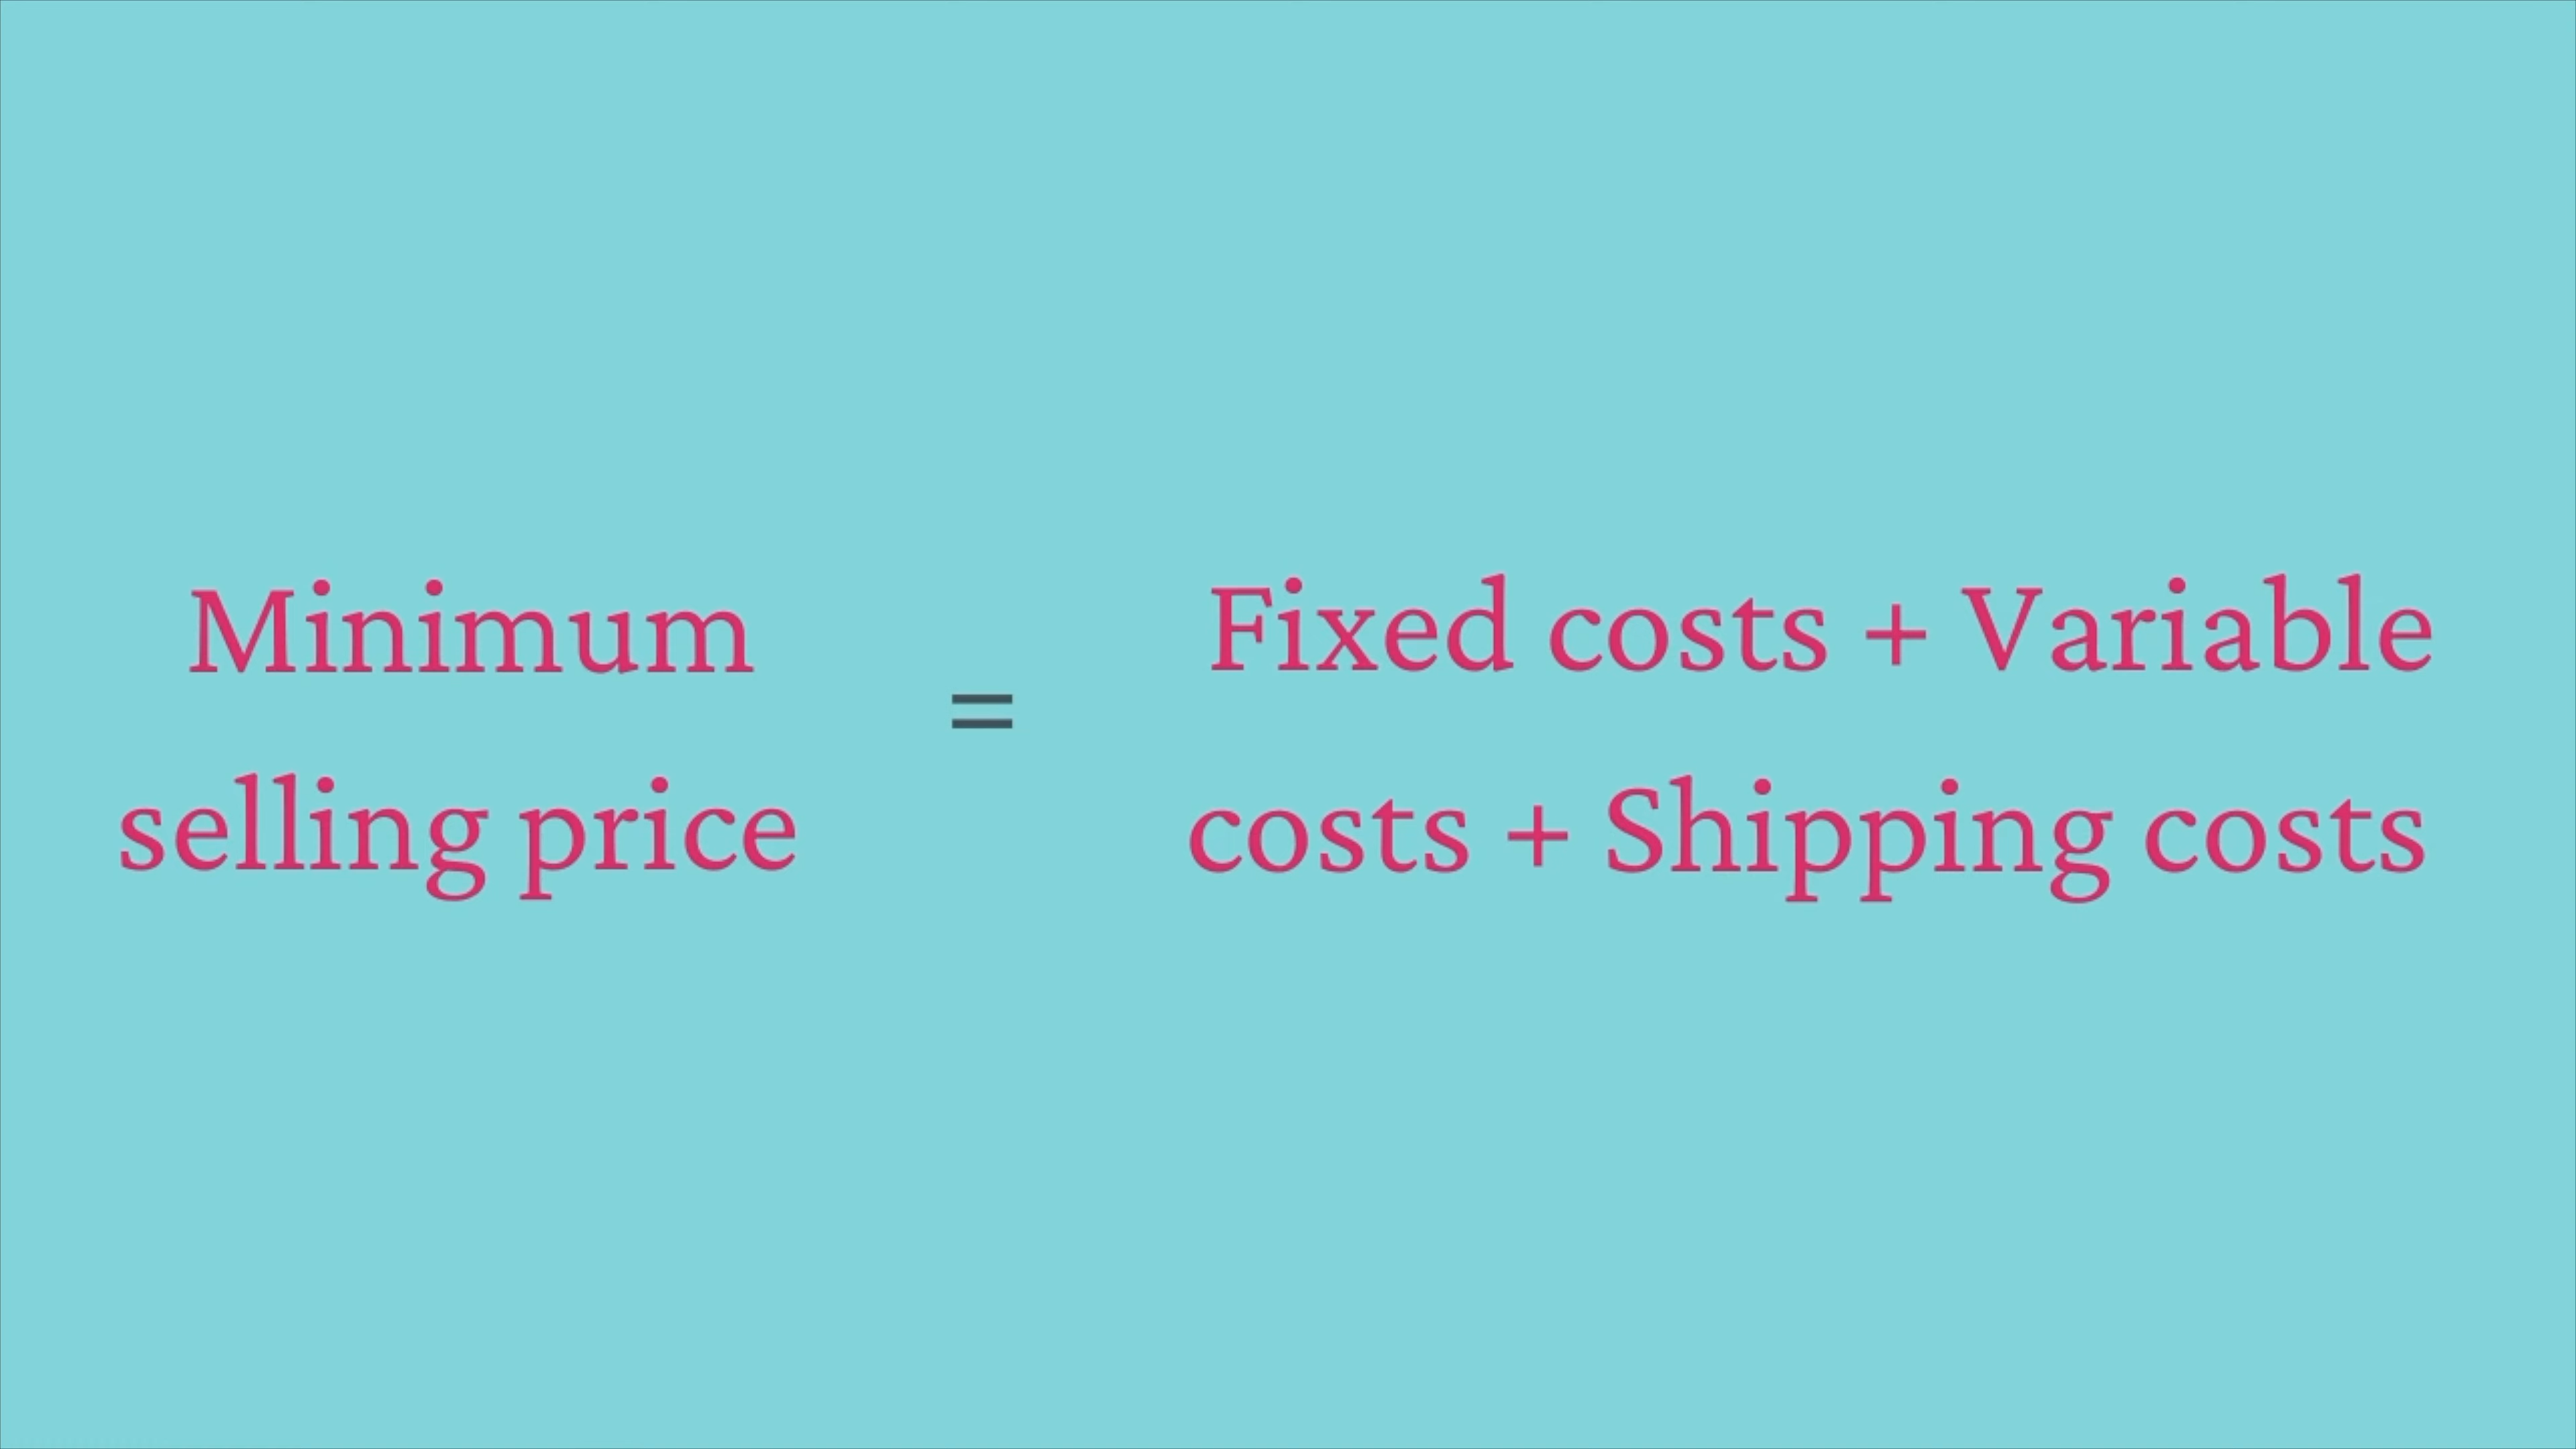 Minimum
selling price
=
Fixed costs + Variable
costs + Shipping costs